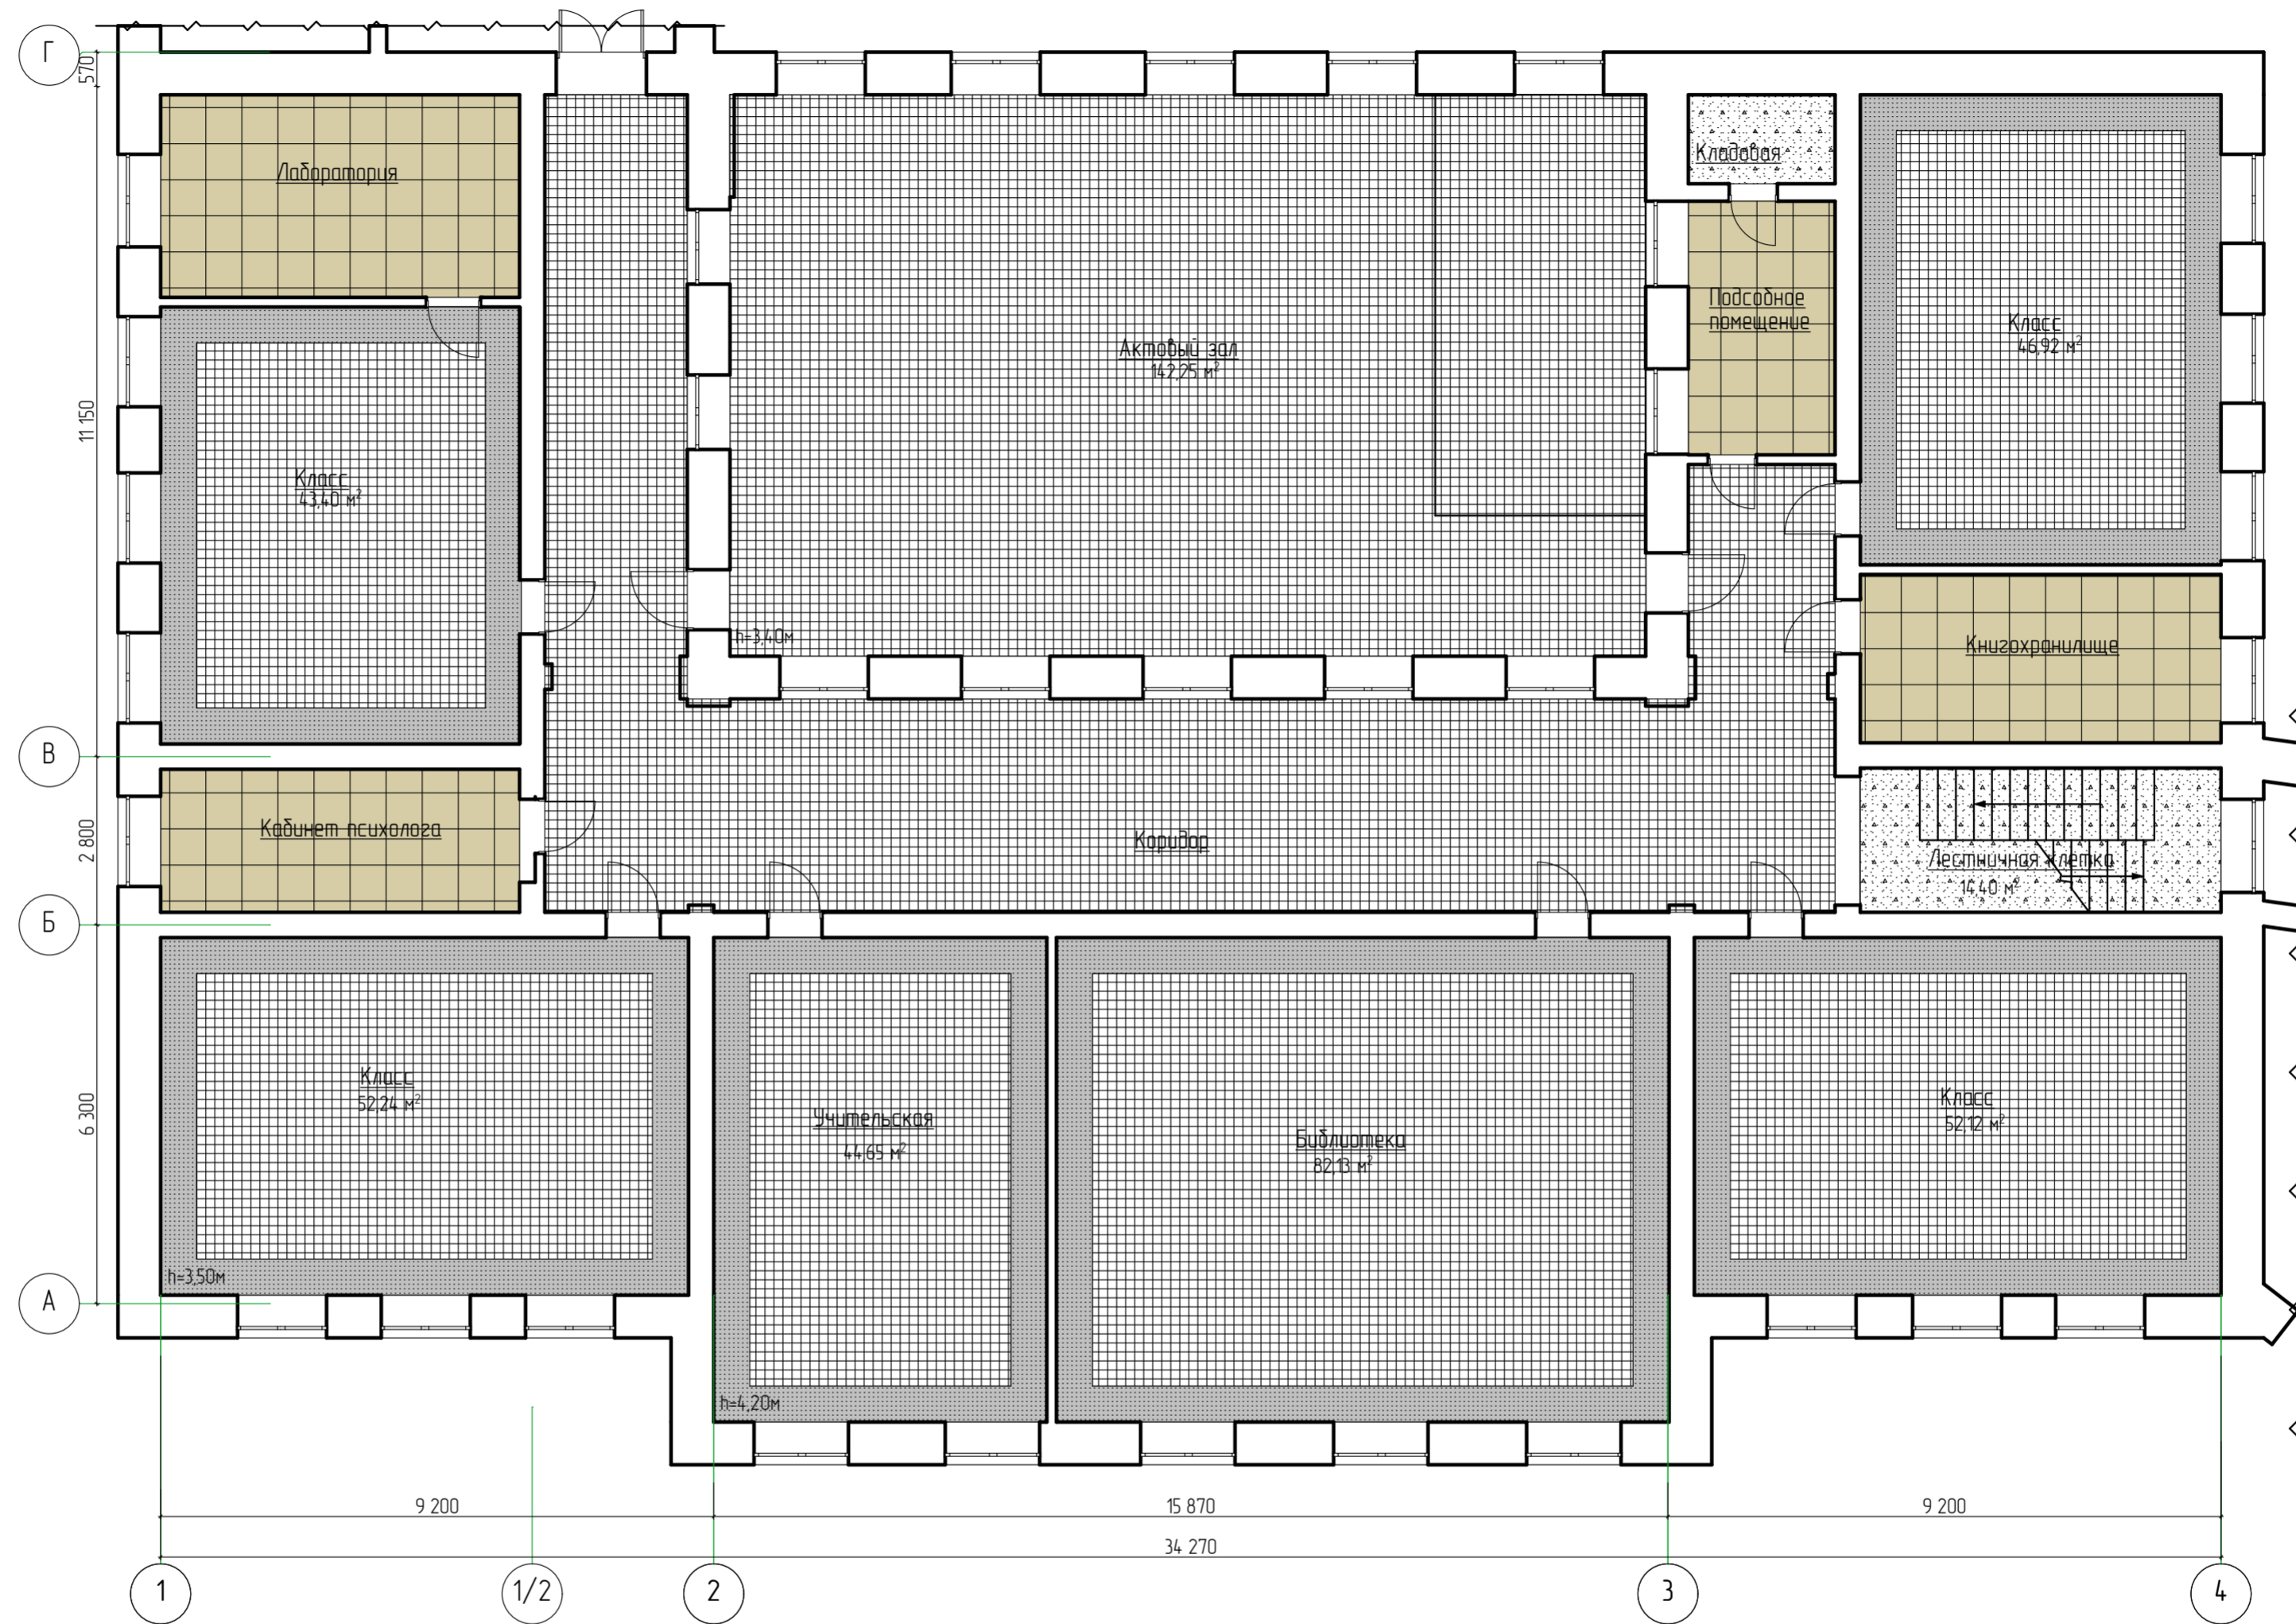 Г
570
Лаборатория
Кладовая
Подсобное
помещение
Класс
46,92 м²
Актовый зал
142,25 м²
11 150
Класс
43,40 м²
h=3,40м
Книгохранилище
В
2 800
Кабинет психолога
Коридор
Лестничная клетка
14,40 м²
Б
6 300
Класс
52,24 м²
Учительская
44,65 м²
Библиотека
82,13 м²
Класс
52,12 м²
h=3,50м
А
h=4,20м
9 200
15 870
9 200
34 270
1
1/2
2
3
4